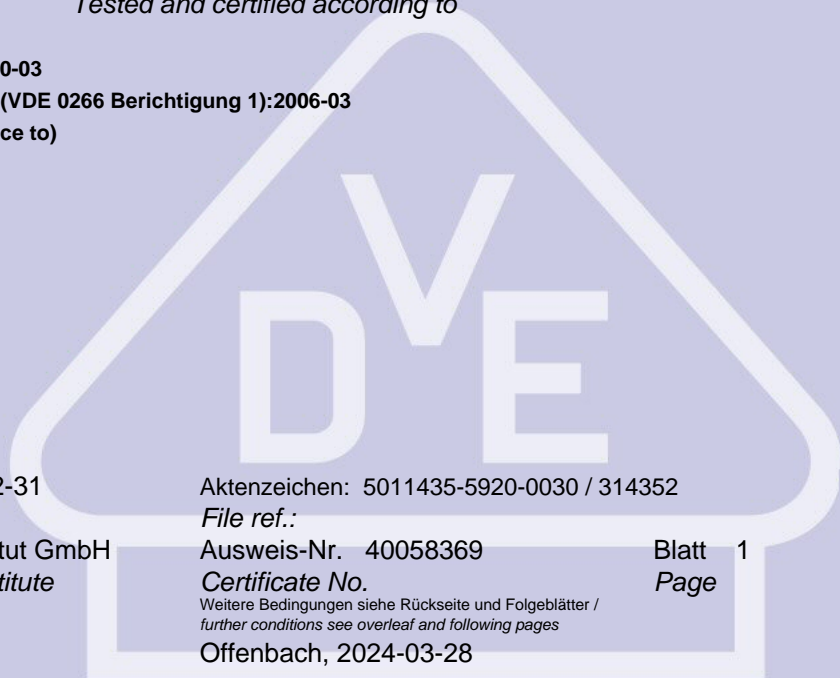 Tested and certified according to
0-03
(VDE 0266 Berichtigung 1):2006-03
ce to)
VDE
2-31
Aktenzeichen: 5011435-5920-0030 / 314352
File ref.:
tut GmbH
Ausweis-Nr. 40058369
Blatt 1
titute
Certificate No.
Page
Weitere Bedingungen siehe Rückseite und Folgeblätter /
further conditions see overleaf and following pages
Offenbach, 2024-03-28